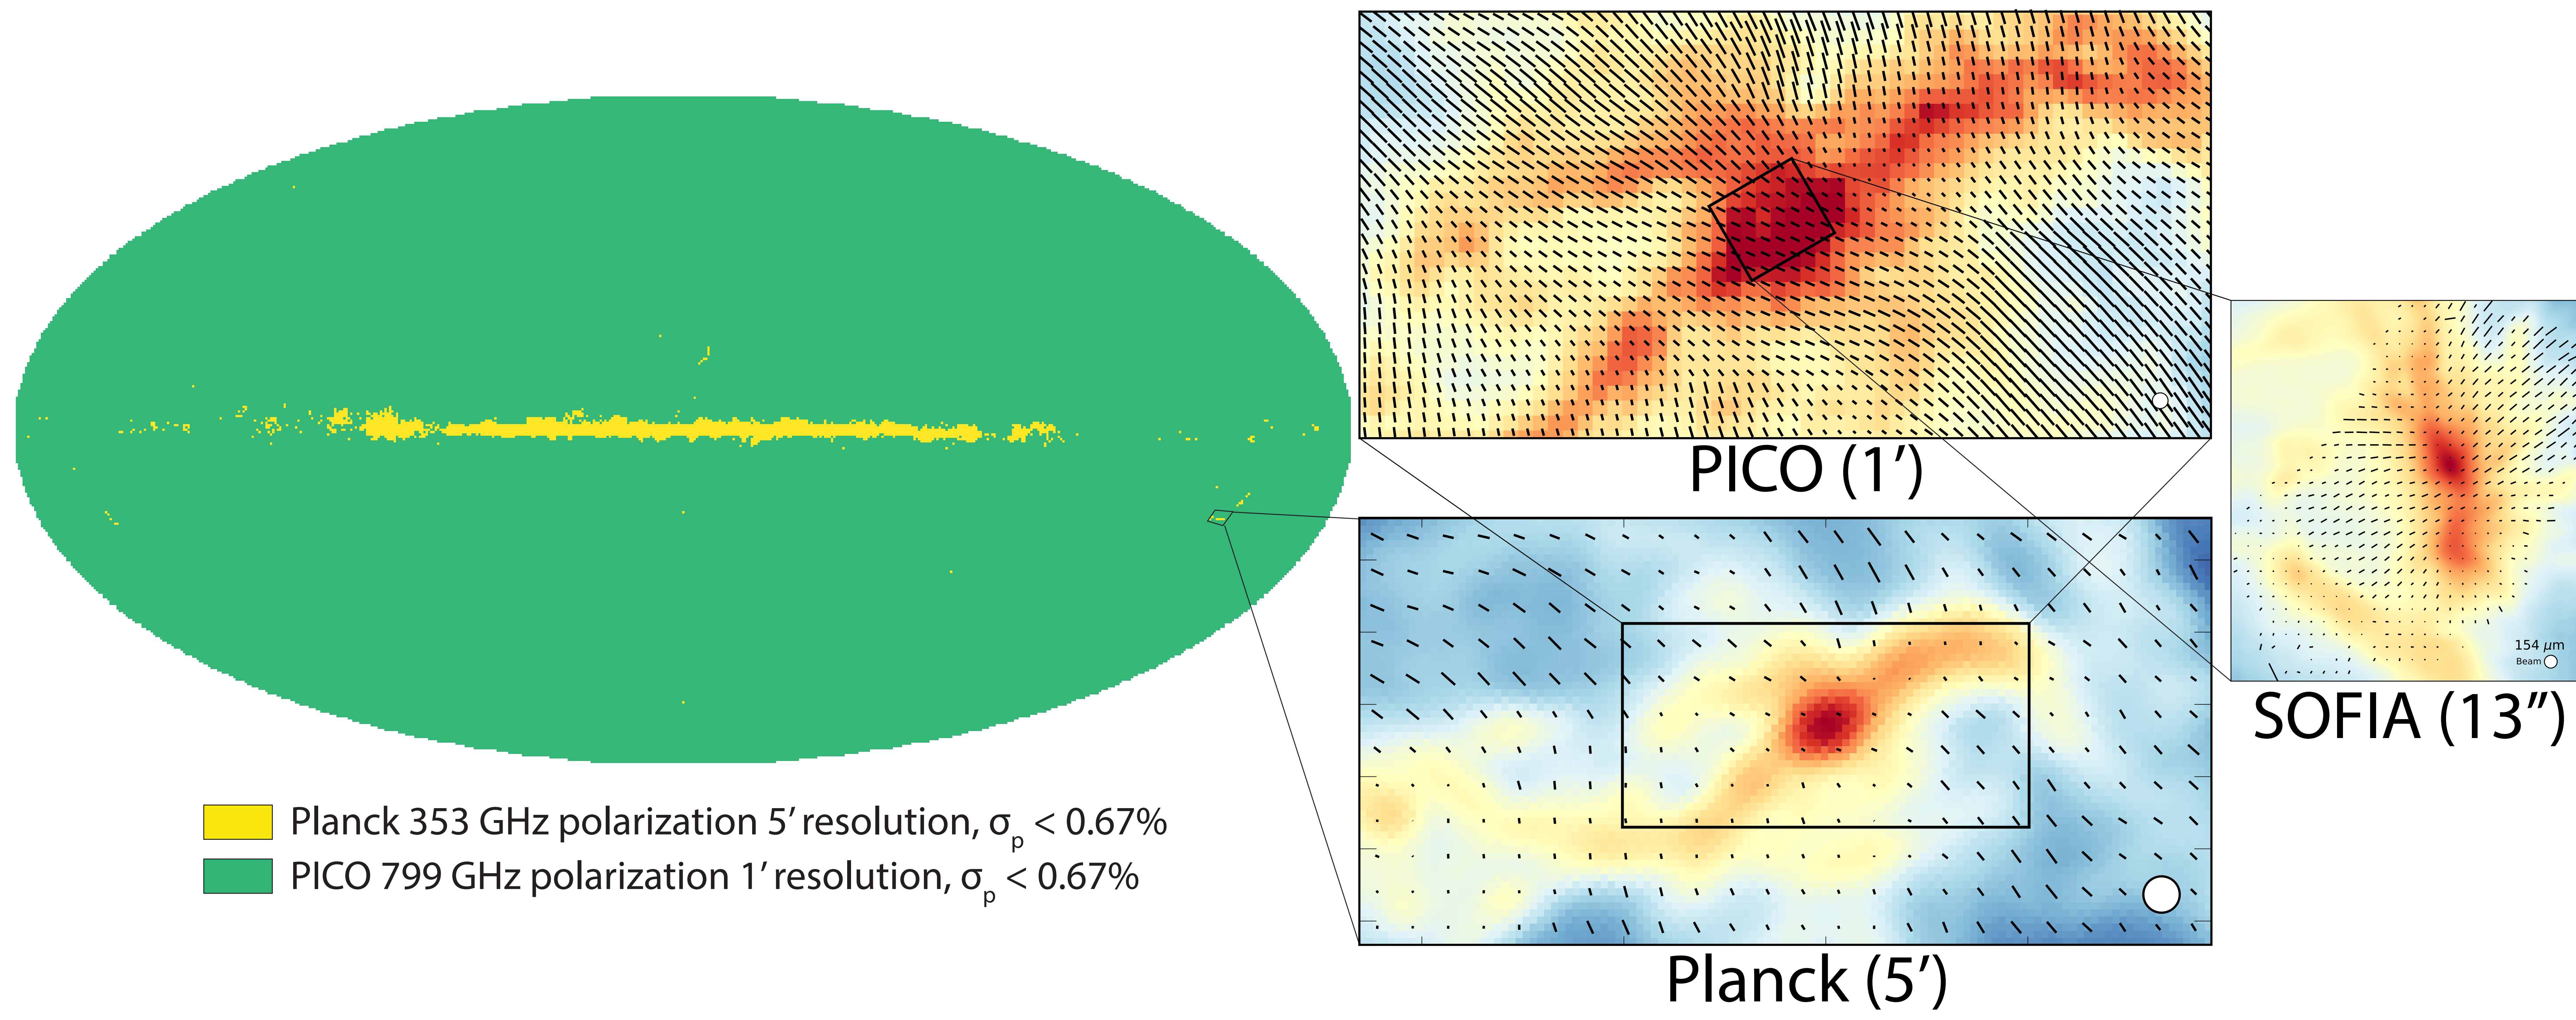 PICO (1′)
154 μm
Beam
SOFIA (13″)
Planck 353 GHz polarization 5′ resolution, σp < 0.67%
PICO 799 GHz polarization 1′ resolution, σp < 0.67%
Planck (5′)